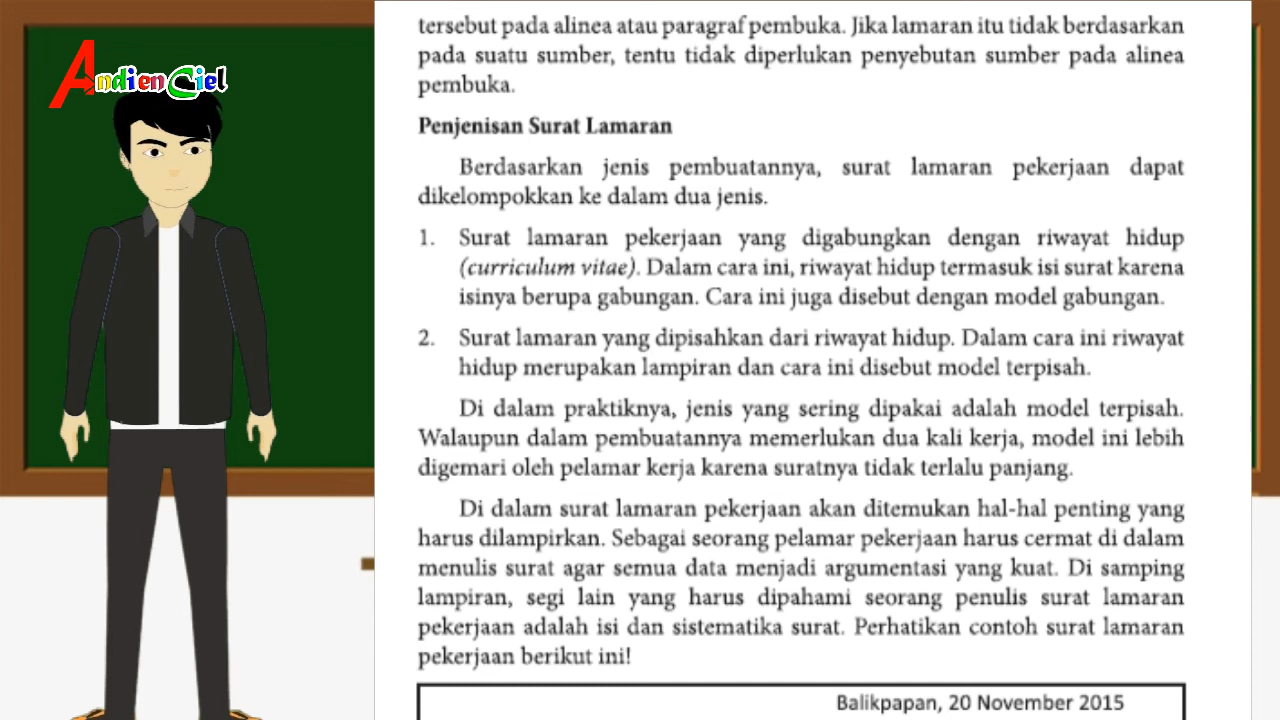 Andien Ciel
tersebut pada alinea atau paragraf pembuka. Jika lamaran itu tidak berdasarkan
pada suatu sumber, tentu tidak diperlukan penyebutan sumber pada alinea
pembuka.
Penjenisan Surat Lamaran
Berdasarkan jenis pembuatannya, surat lamaran pekerjaan dapat
dikelompokkan ke dalam dua jenis.
1. Surat lamaran pekerjaan yang digabungkan dengan riwayat hidup
(curriculum vitae). Dalam cara ini, riwayat hidup termasuk isi surat karena
isinya berupa gabungan. Cara ini juga disebut dengan model gabungan.
2. Surat lamaran yang dipisahkan dari riwayat hidup. Dalam cara ini riwayat
hidup merupakan lampiran dan cara ini disebut model terpisah.
Di dalam praktiknya, jenis yang sering dipakai adalah model terpisah.
Walaupun dalam pembuatannya memerlukan dua kali kerja, model ini lebih
digemari oleh pelamar kerja karena suratnya tidak terlalu panjang.
Di dalam surat lamaran pekerjaan akan ditemukan hal-hal penting yang
harus dilampirkan. Sebagai seorang pelamar pekerjaan harus cermat di dalam
menulis surat agar semua data menjadi argumentasi yang kuat. Di samping
lampiran, segi lain yang harus dipahami seorang penulis surat lamaran
pekerjaan adalah isi dan sistematika surat. Perhatikan contoh surat lamaran
pekerjaan berikut ini!
Balikpapan, 20 November 2015